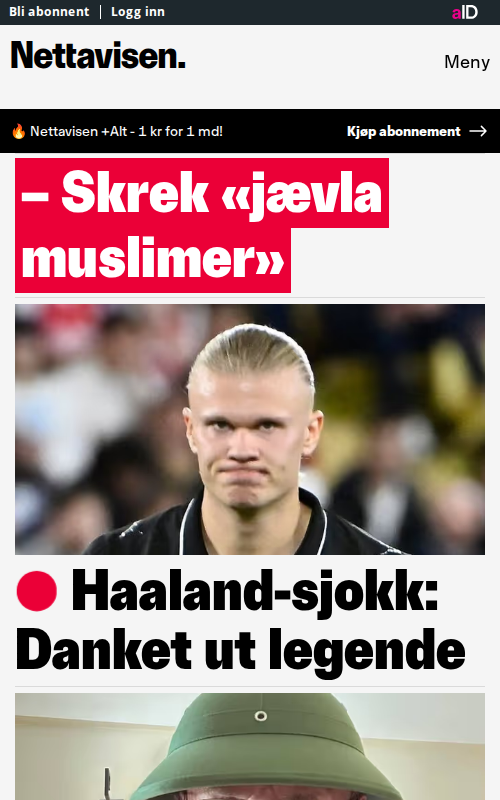 Bli abonnent | Logg inn
aID
Nettavisen.
Meny
🔥 Nettavisen +Alt - 1 kr for 1 md!
Kjøp abonnement →
– Skrek «jævla
muslimer»
Haaland-sjokk:
Danket ut legende